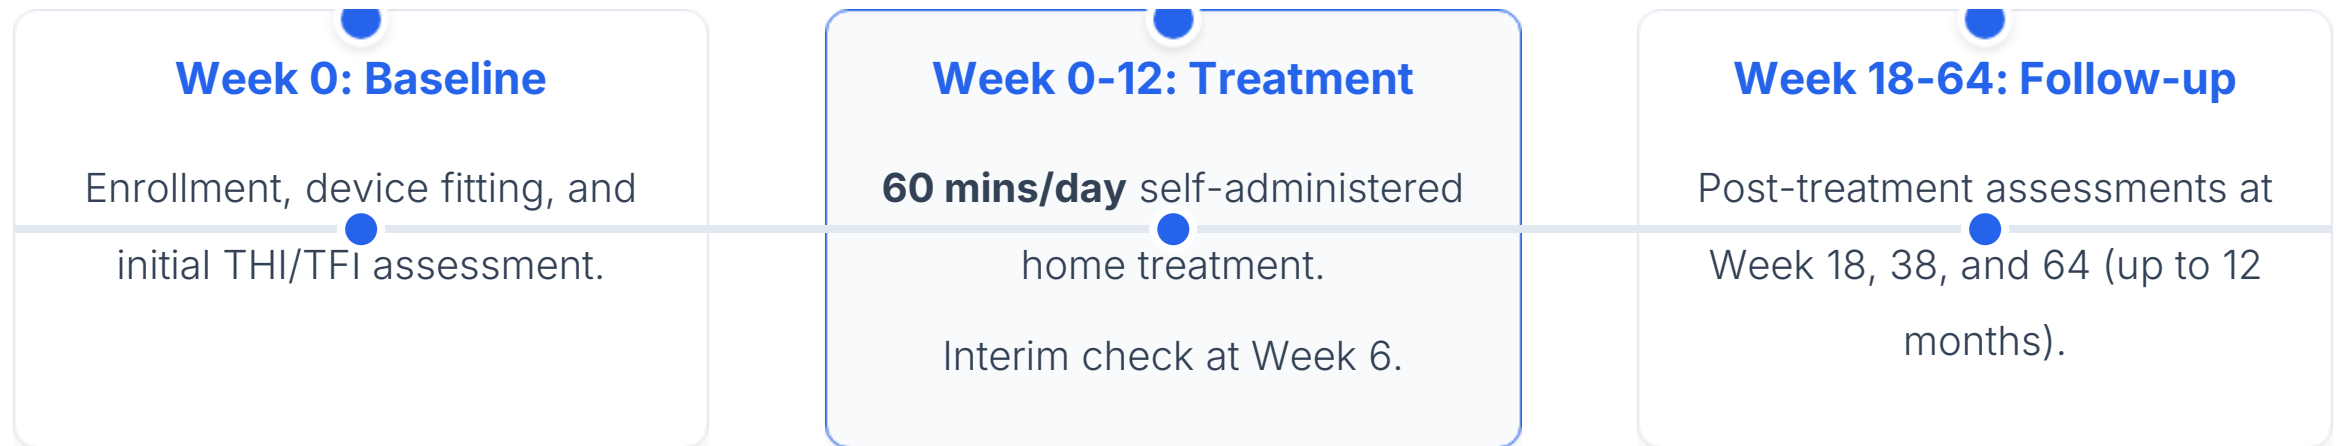 Week 0: Baseline
Enrollment, device fitting, and
initial THI/TFI assessment.
Week 0-12: Treatment
60 mins/day self-administered
home treatment.
Interim check at Week 6.
Week 18-64: Follow-up
Post-treatment assessments at
Week 18, 38, and 64 (up to 12
months).